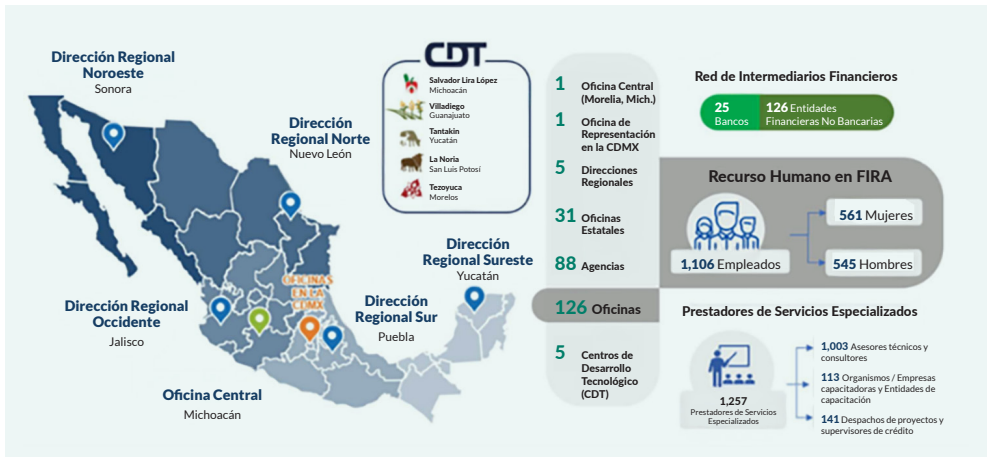 Dirección Regional
Noroeste
Sonora
Dirección
Regional Norte
Nuevo León
Dirección
Regional Sureste
Yucatán
OFICINAS
EN LA
CDMX
Dirección Regional
Occidente
Jalisco
Dirección
Regional Sur
Puebla
Oficina Central
Michoacán
CDT
Salvador Lira López
Michoacán
Villadiego
Guanajuato
Tantakin
Yucatán
La Noria
San Luis Potosí
Tezoyuca
Morelos
1 Oficina Central
(Morelia, Mich.)
1 Oficina de
Representación
en la CDMX
5 Direcciones
Regionales
31 Oficinas
Estatales
88 Agencias
126 Oficinas
5 Centros de
Desarrollo
Tecnológico
(CDT)
Red de Intermediarios Financieros
25
Bancos
126 Entidades
Financieras No Bancarias
Recurso Humano en FIRA
1,106 Empleados
561 Mujeres
545 Hombres
Prestadores de Servicios Especializados
1,257
Prestadores de Servicios
Especializados
1,003 Asesores técnicos y
consultores
113 Organismos / Empresas
capacitadoras y Entidades de
capacitación
141 Despachos de proyectos y
supervisores de crédito